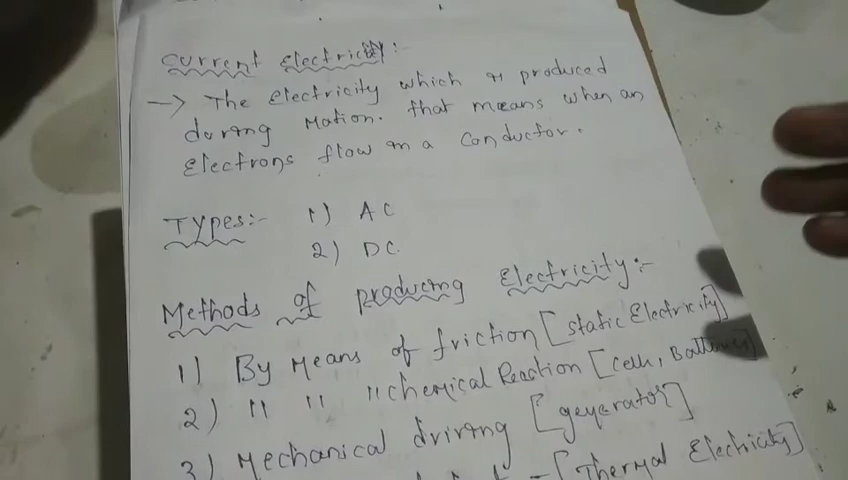 Current Electricity:-
-> The Electricity which is produced
during Motion. that means when an
Electrons flow in a Conductor.
Types:- 1) AC
2) DC
Methods of producing Electricity:-
1) By Means of friction [static Electricity]
2) " " " chemical Reaction [Cells, Batteries]
3) Mechanical driving [generator]
-[Thermal Electricity]